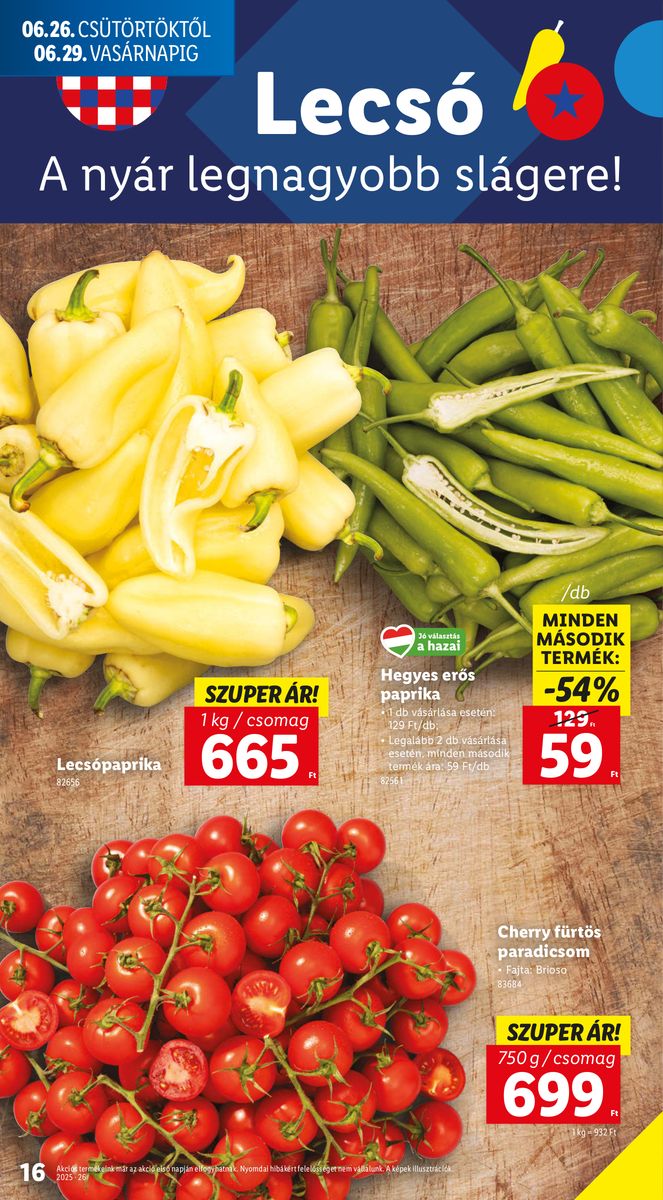 06.26. CSÜTÖRTÖKTŐL
06.29. VASÁRNAPIG
Lecsó
A nyár legnagyobb slágere!
Jó választás
a hazai
Hegyes erős
paprika
• 1 db vásárlása esetén:
129 Ft/db;
• Legalább 2 db vásárlása
esetén, minden második
termék ára: 59 Ft/db
82561
/db
MINDEN
MÁSODIK
TERMÉK:
-54%
129 Ft
59 Ft
SZUPER ÁR!
1 kg / csomag
665 Ft
Lecsópaprika
82656
Cherry fürtös
paradicsom
• Fajta: Brioso
83684
SZUPER ÁR!
750 g / csomag
699 Ft
1 kg = 932 Ft
16
Akciós termékeink már az akció első napján elfogyhatnak. Nyomdai hibákért felelősséget nem vállalunk. A képek illusztrációk.
2025 - 26/